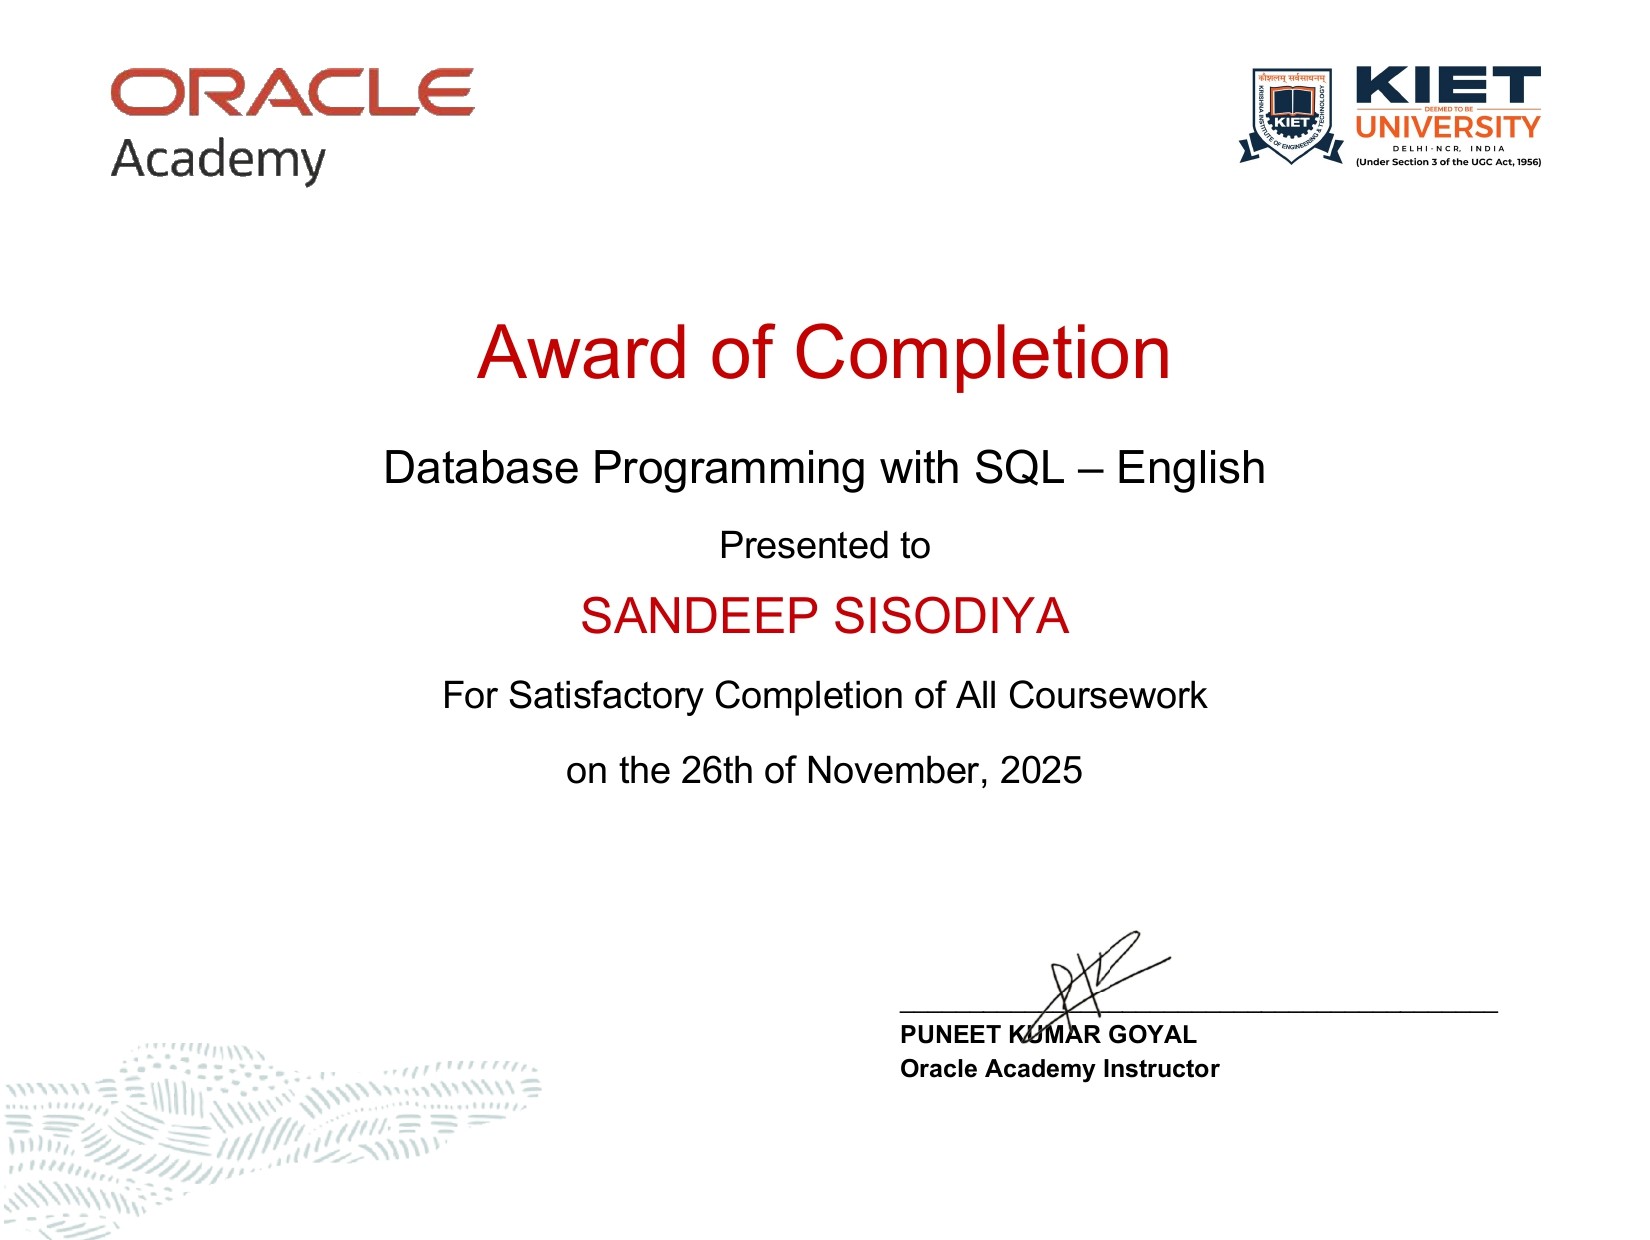 ORACLE
Academy
कौशलम् सर्वसाधनम्
KRISHNA INSTITUTE OF ENGINEERING & TECHNOLOGY
KIET
KIET
DEEMED TO BE
UNIVERSITY
DELHI-NCR, INDIA
(Under Section 3 of the UGC Act, 1956)
Award of Completion
Database Programming with SQL – English
Presented to
SANDEEP SISODIYA
For Satisfactory Completion of All Coursework
on the 26th of November, 2025
PUNEET KUMAR GOYAL
Oracle Academy Instructor